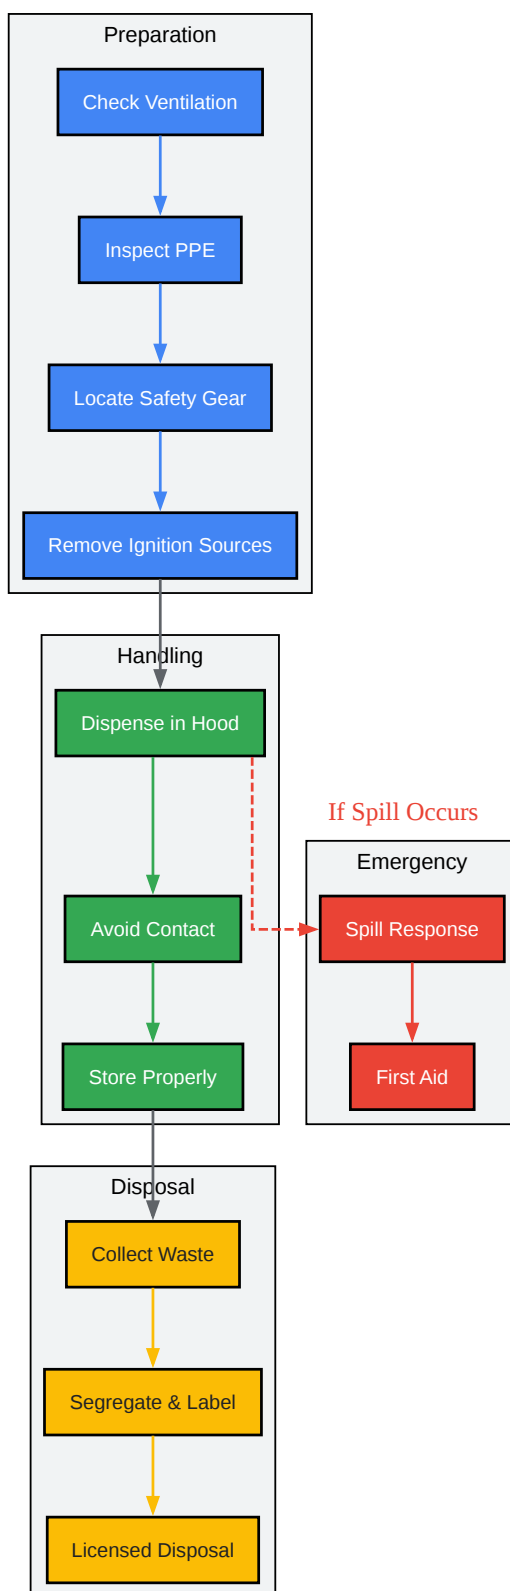 Preparation
Check Ventilation
Inspect PPE
Locate Safety Gear
Remove Ignition Sources
Handling
Dispense in Hood
If Spill Occurs
Emergency
Avoid Contact
Spill Response
Store Properly
First Aid
Disposal
Collect Waste
Segregate & Label
Licensed Disposal